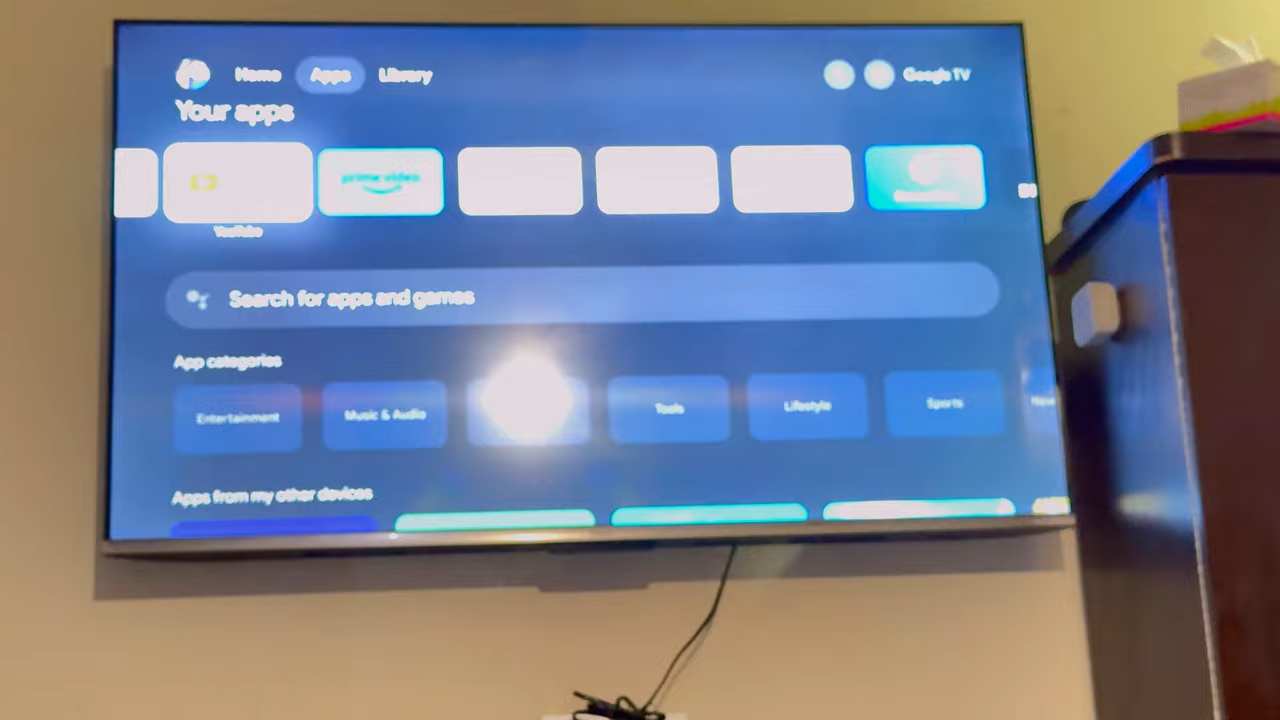 Home Apps Library Google TV
Your apps
prime video
YouTube
Search for apps and games
App categories
Entertainment Music & Audio Tools Lifestyle Sports
Apps from my other devices